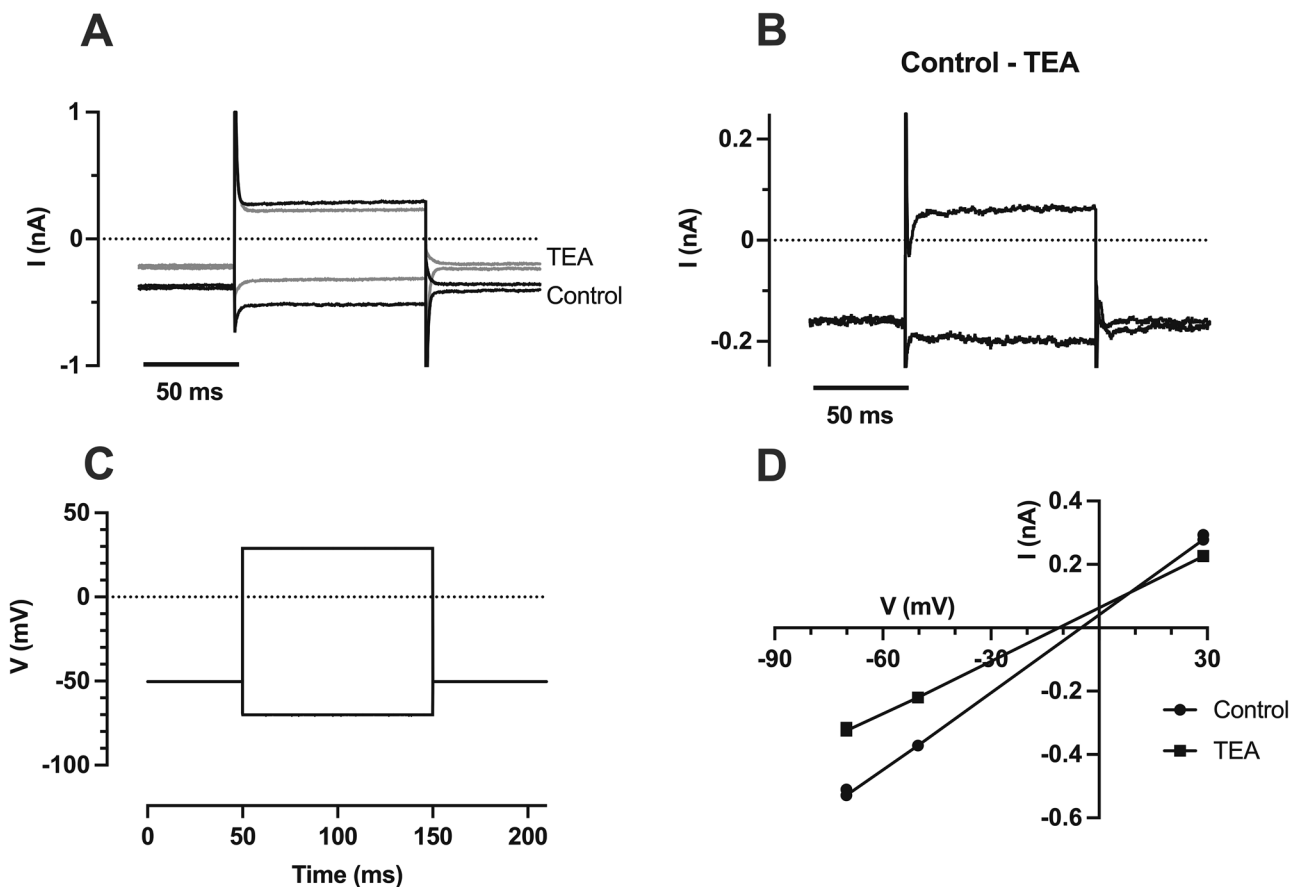 A
1
0
-1
I (nA)
TEA
Control
50 ms
B
Control - TEA
0.2
0
-0.2
I (nA)
50 ms
C
50
0
-50
-100
V (mV)
0 50 100 150 200
Time (ms)
D
0.4
0.2
-0.2
-0.4
-0.6
I (nA)
V (mV)
-90 -60 -30 30
Control
TEA